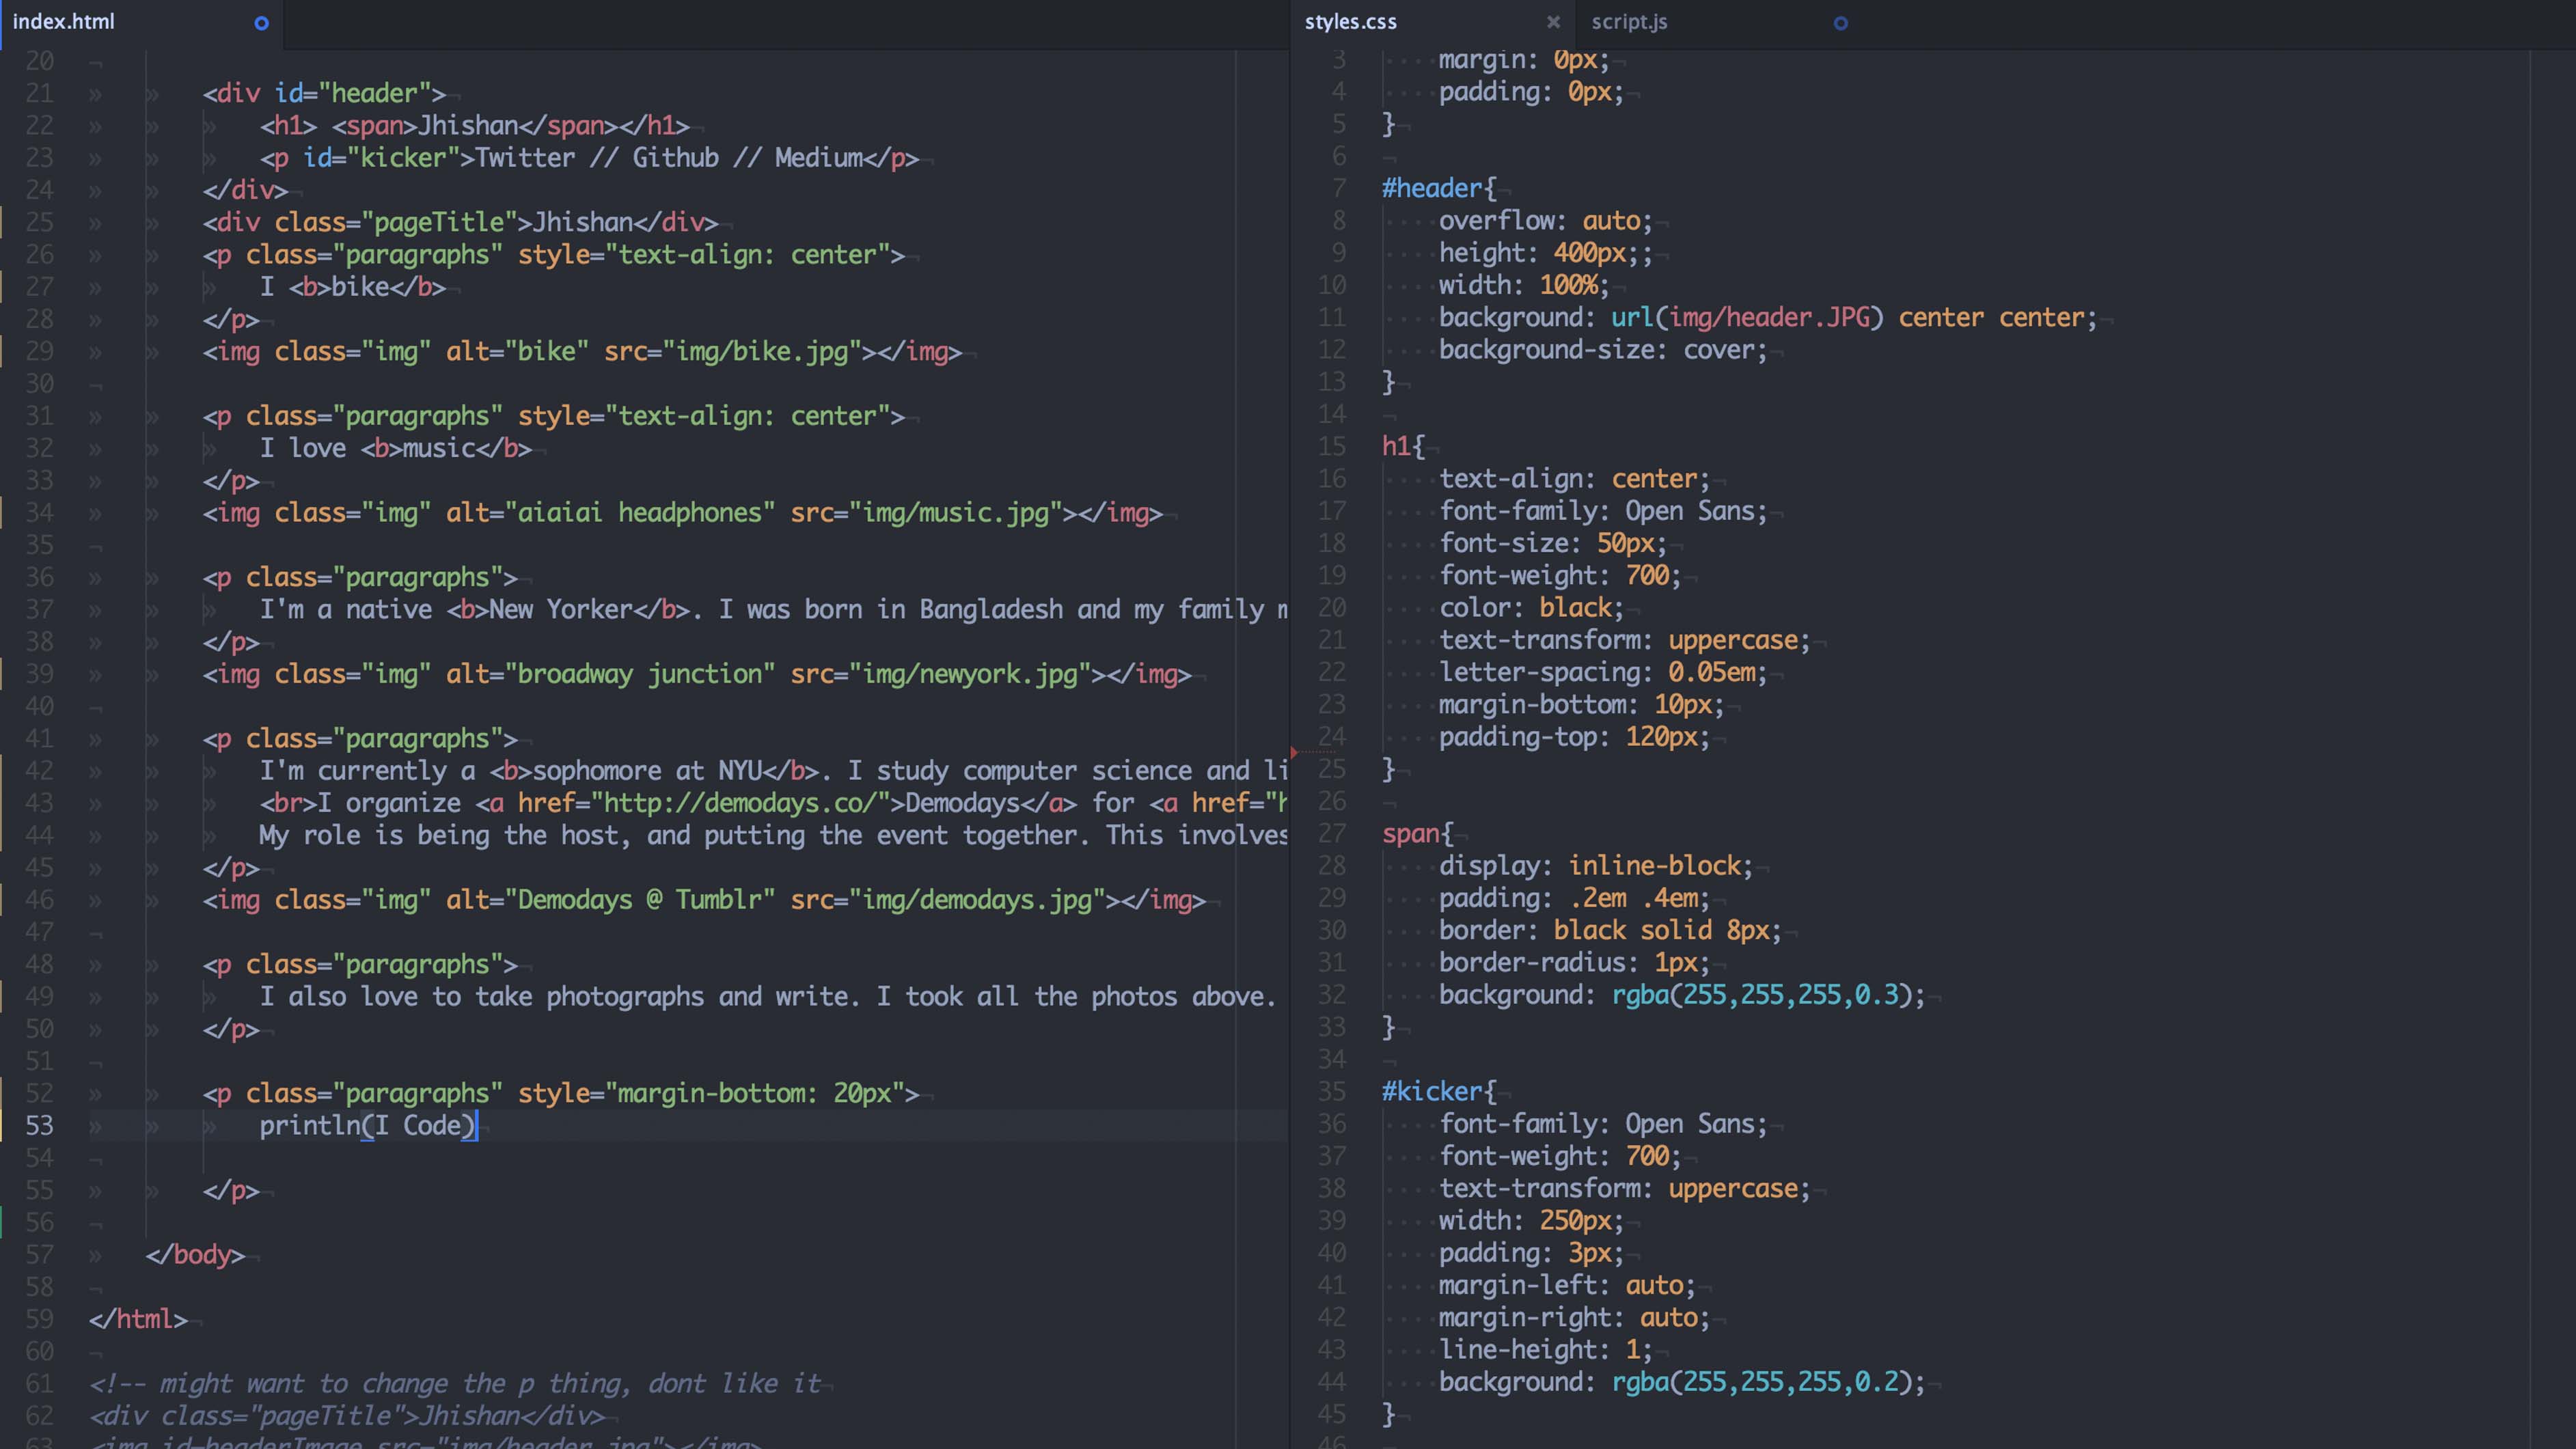 index.html
20
21 <div id="header">
22 <h1> <span>Jhishan</span></h1>
23 <p id="kicker">Twitter // Github // Medium</p>
24 </div>
25 <div class="pageTitle">Jhishan</div>
26 <p class="paragraphs" style="text-align: center">
27 I <b>bike</b>
28 </p>
29 <img class="img" alt="bike" src="img/bike.jpg"></img>
30
31 <p class="paragraphs" style="text-align: center">
32 I love <b>music</b>
33 </p>
34 <img class="img" alt="aiaiai headphones" src="img/music.jpg"></img>
35
36 <p class="paragraphs">
37 I'm a native <b>New Yorker</b>. I was born in Bangladesh and my family m
38 </p>
39 <img class="img" alt="broadway junction" src="img/newyork.jpg"></img>
40
41 <p class="paragraphs">
42 I'm currently a <b>sophomore at NYU</b>. I study computer science and li
43 <br>I organize <a href="http://demodays.co/">Demodays</a> for <a href="h
44 My role is being the host, and putting the event together. This involves
45 </p>
46 <img class="img" alt="Demodays @ Tumblr" src="img/demodays.jpg"></img>
47
48 <p class="paragraphs">
49 I also love to take photographs and write. I took all the photos above.
50 </p>
51
52 <p class="paragraphs" style="margin-bottom: 20px">
53 println(I Code)
54
55 </p>
56
57 </body>
58
59 </html>
60
61 <!-- might want to change the p thing, dont like it
62 <div class="pageTitle">Jhishan</div>
63 <img id=headerImage src="img/header.jpg"></img>
styles.css
script.js
3 margin: 0px;
4 padding: 0px;
5 }
6
7 #header{
8 overflow: auto;
9 height: 400px;;
10 width: 100%;
11 background: url(img/header.JPG) center center;
12 background-size: cover;
13 }
14
15 h1{
16 text-align: center;
17 font-family: Open Sans;
18 font-size: 50px;
19 font-weight: 700;
20 color: black;
21 text-transform: uppercase;
22 letter-spacing: 0.05em;
23 margin-bottom: 10px;
24 padding-top: 120px;
25 }
26
27 span{
28 display: inline-block;
29 padding: .2em .4em;
30 border: black solid 8px;
31 border-radius: 1px;
32 background: rgba(255,255,255,0.3);
33 }
34
35 #kicker{
36 font-family: Open Sans;
37 font-weight: 700;
38 text-transform: uppercase;
39 width: 250px;
40 padding: 3px;
41 margin-left: auto;
42 margin-right: auto;
43 line-height: 1;
44 background: rgba(255,255,255,0.2);
45 }
46